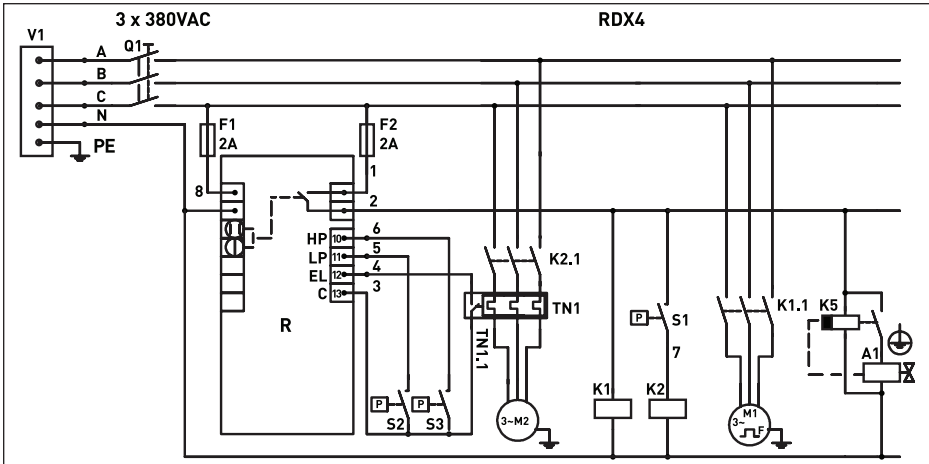 3 x 380VAC
RDX4
V1
Q1
A
B
C
N
PE
F1
2A
F2
2A
1
8
2
HP 10 6
LP 11 5
EL 12 4
C 13 3
R
K2.1
TN1
TN1.1
P
S1
7
K1.1
K5
A1
P
S2
P
S3
3~M2
K1
K2
M1
3~
F